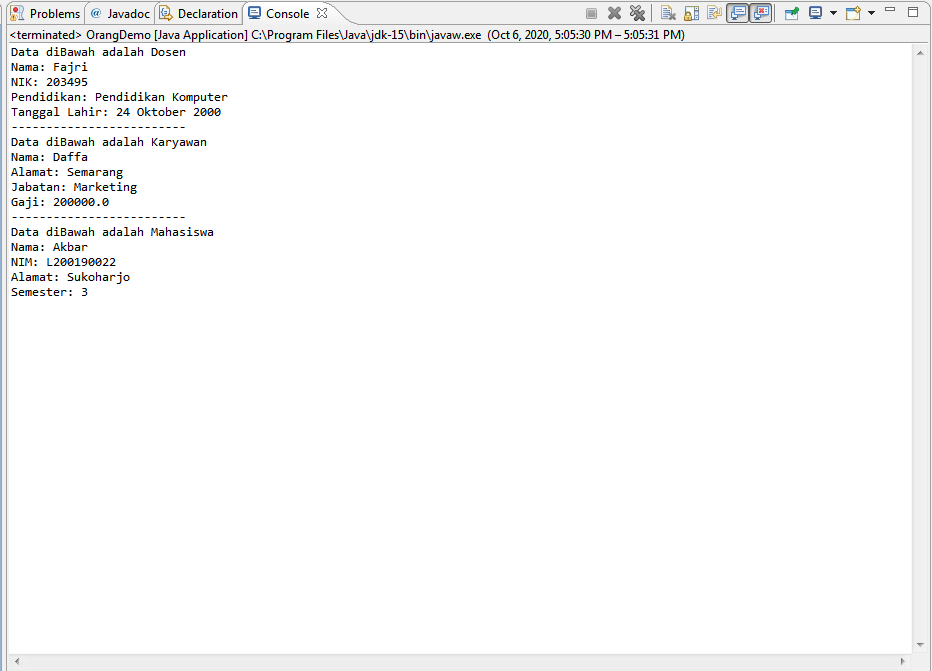 Problems @ Javadoc Declaration Console
<terminated> OrangDemo [Java Application] C:\Program Files\Java\jdk-15\bin\javaw.exe (Oct 6, 2020, 5:05:30 PM – 5:05:31 PM)
Data diBawah adalah Dosen
Nama: Fajri
NIK: 203495
Pendidikan: Pendidikan Komputer
Tanggal Lahir: 24 Oktober 2000
-------------------------
Data diBawah adalah Karyawan
Nama: Daffa
Alamat: Semarang
Jabatan: Marketing
Gaji: 200000.0
-------------------------
Data diBawah adalah Mahasiswa
Nama: Akbar
NIM: L200190022
Alamat: Sukoharjo
Semester: 3